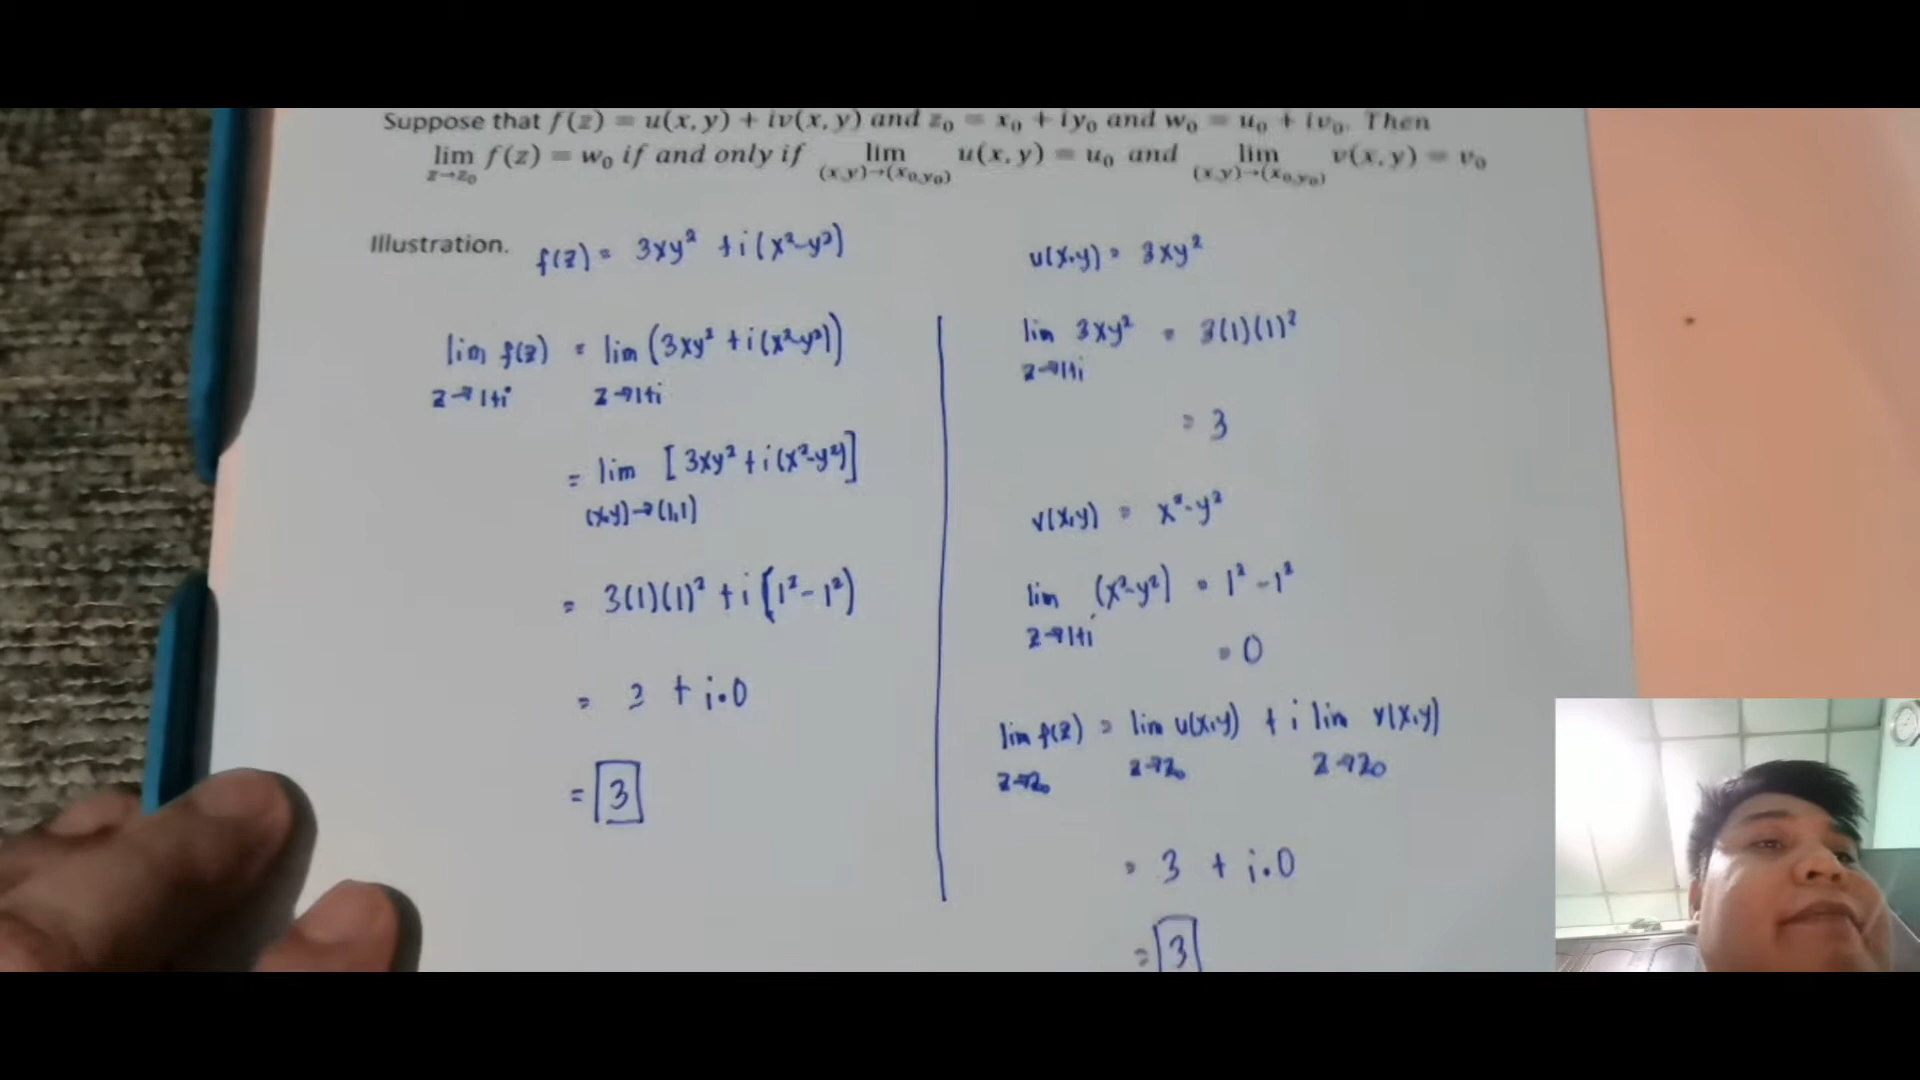 Suppose that f(z) = u(x, y) + iv(x, y) and z₀ = x₀ + iy₀ and w₀ = u₀ + iv₀. Then
lim f(z) = w₀ if and only if lim u(x, y) = u₀ and lim v(x, y) = v₀
z→z₀ (x,y)→(x₀,y₀) (x,y)→(x₀,y₀)
Illustration. f(z) = 3xy² + i(x²-y²)
lim f(z) = lim (3xy² + i(x²-y²))
z→1+i z→1+i
= lim [3xy² + i(x²-y²)]
(x,y)→(1,1)
= 3(1)(1)² + i(1² - 1²)
= 3 + i·0
= 3
u(x,y) = 3xy²
lim 3xy² = 3(1)(1)²
z→1+i
= 3
v(x,y) = x²-y²
lim (x²-y²) = 1² - 1²
z→1+i
= 0
lim f(z) = lim u(x,y) + i lim v(x,y)
z→z₀ z→z₀ z→z₀
= 3 + i·0
= 3